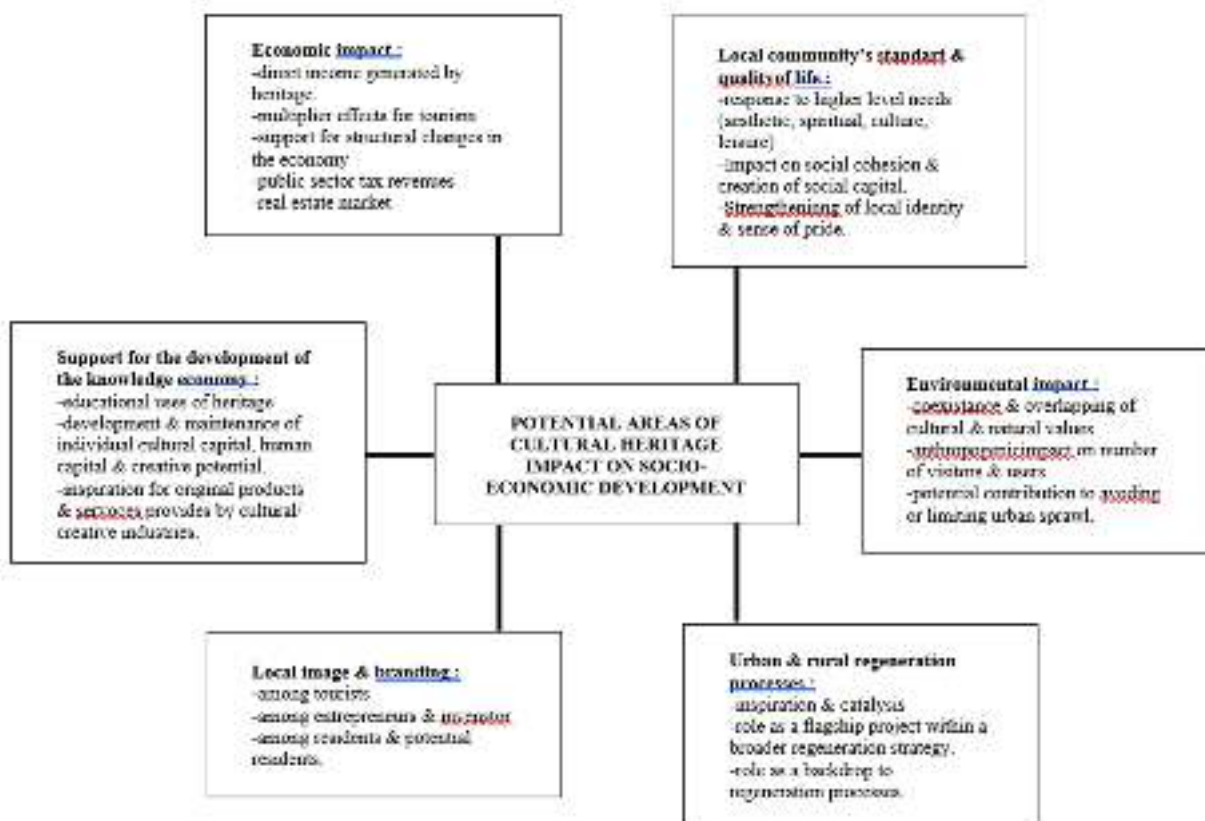 Economic impact :
-direct income generated by
heritage.
-multiplier effects for tourism
-support for structural changes in
the economy
-public sector tax revenues
-real estate market
Local community's standart &
qualityof life :
-response to higher level needs
(aesthetic, spiritual, culture,
leisure)
-Impact on social cohesion &
creation of social capital.
-Strengtheninng of local identity
& sense of pride.
Support for the development of
the knowledge economy :
-educational uses of heritage
-development & maintenance of
individual cultural capital, human
capital & creative potential.
-inspiration for original products
& services provides by cultural/
creative industries.
POTENTIAL AREAS OF
CULTURAL HERITAGE
IMPACT ON SOCIO-
ECONOMIC DEVELOPMENT
Environmental impact :
-coexistance & overlapping of
cultural & natural values
on number
of visitors & users
-potential contribution to avoding
or limiting urban sprawl.
Local image & branding :
-among tourists
-among entrepreneurs &
-among residents & potential
residents.
Urban & rural regeneration
processes :
-inspiration & catalysis
-role as a flagship project within a
broader regeneration strategy.
-role as a backdrop to
regeneration processes.